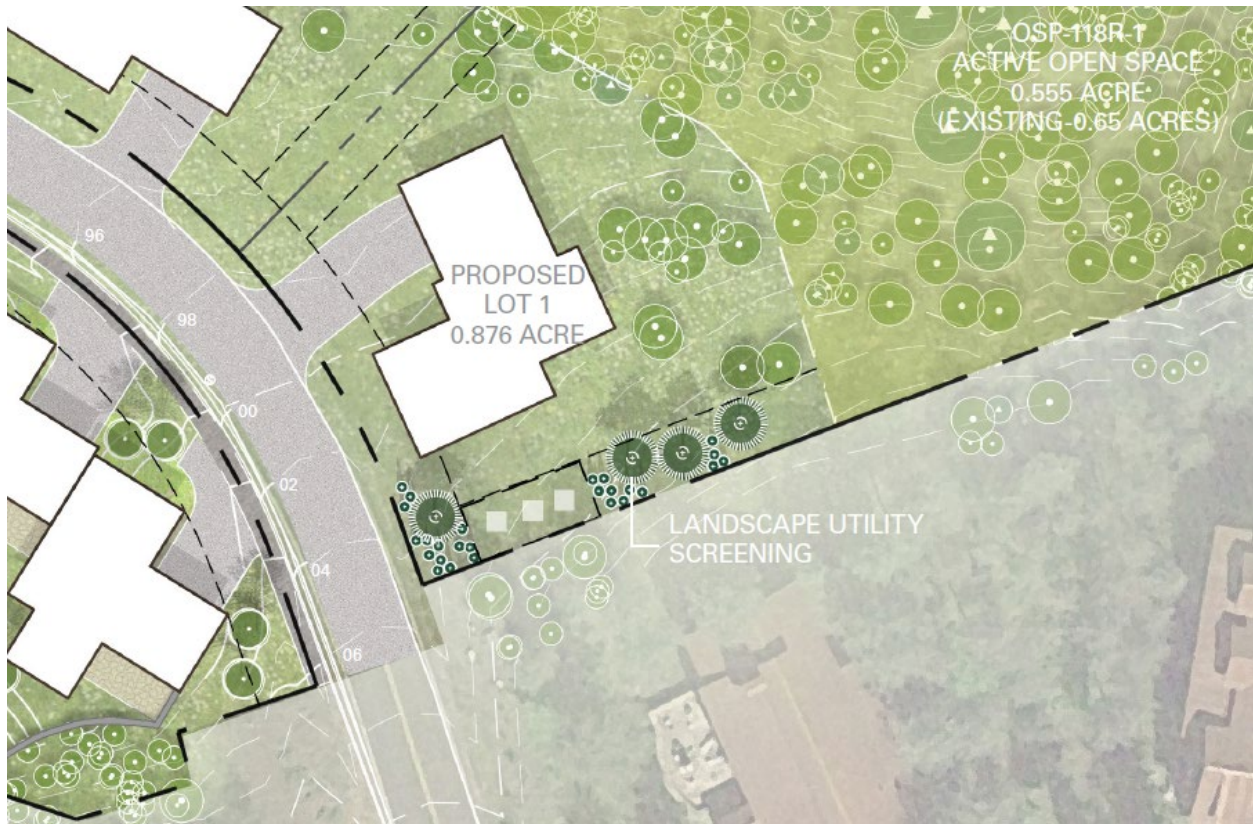 OSP-118R-1
ACTIVE OPEN SPACE
0.555 ACRE
(EXISTING-0.65 ACRES)
96
PROPOSED
LOT 1
0.876 ACRE
98
00
02
LANDSCAPE UTILITY
SCREENING
04
06